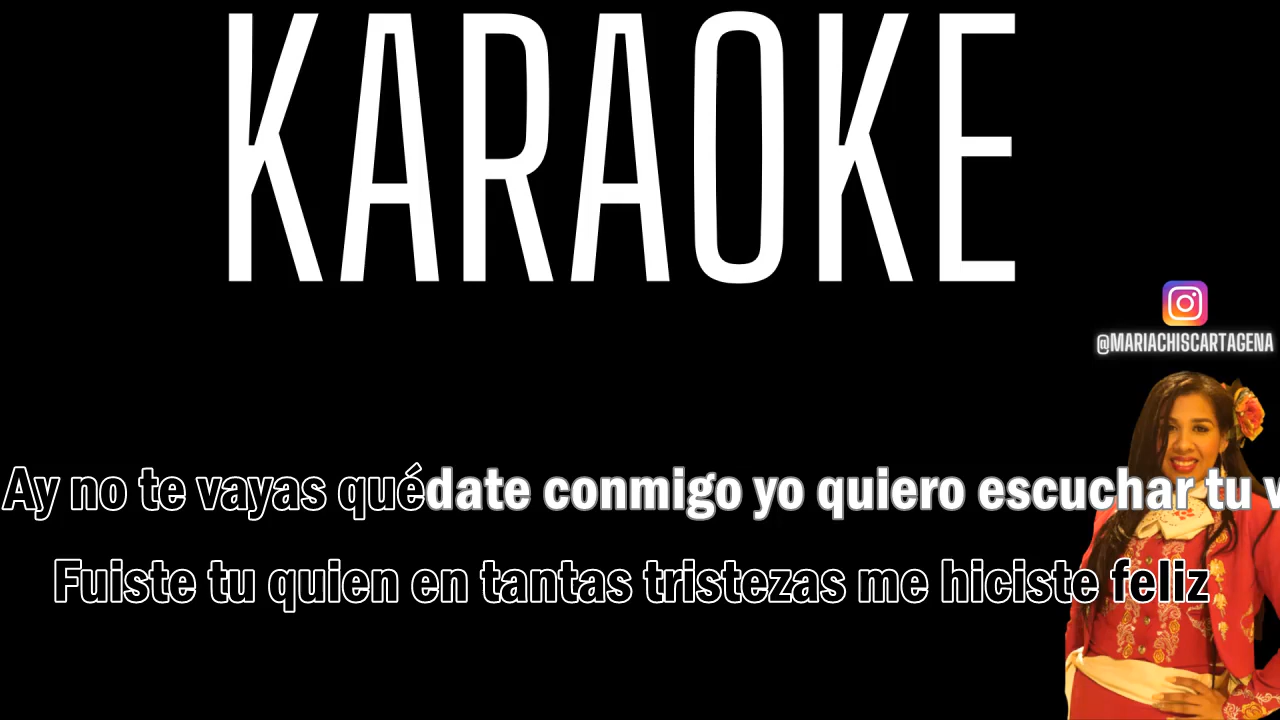 KARAOKE
@MARIACHISCARTAGENA
Ay no te vayas quédate conmigo yo quiero escuchar tu
Fuiste tu quien en tantas tristezas me hiciste feliz